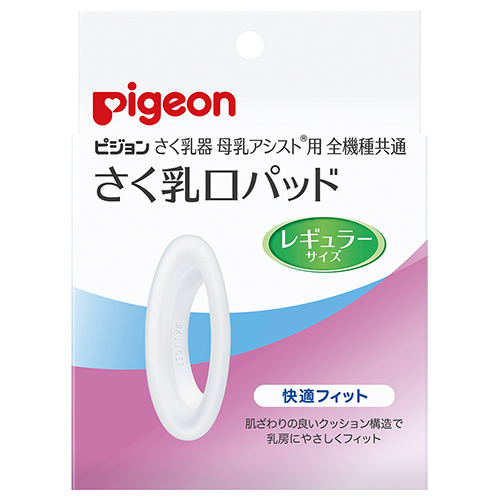 pigeon
ピジョン さく乳器 母乳アシスト®用 全機種共通
さく乳口パッド
レギュラー
サイズ
快適フィット
肌ざわりの良いクッション構造で
乳房にやさしくフィット